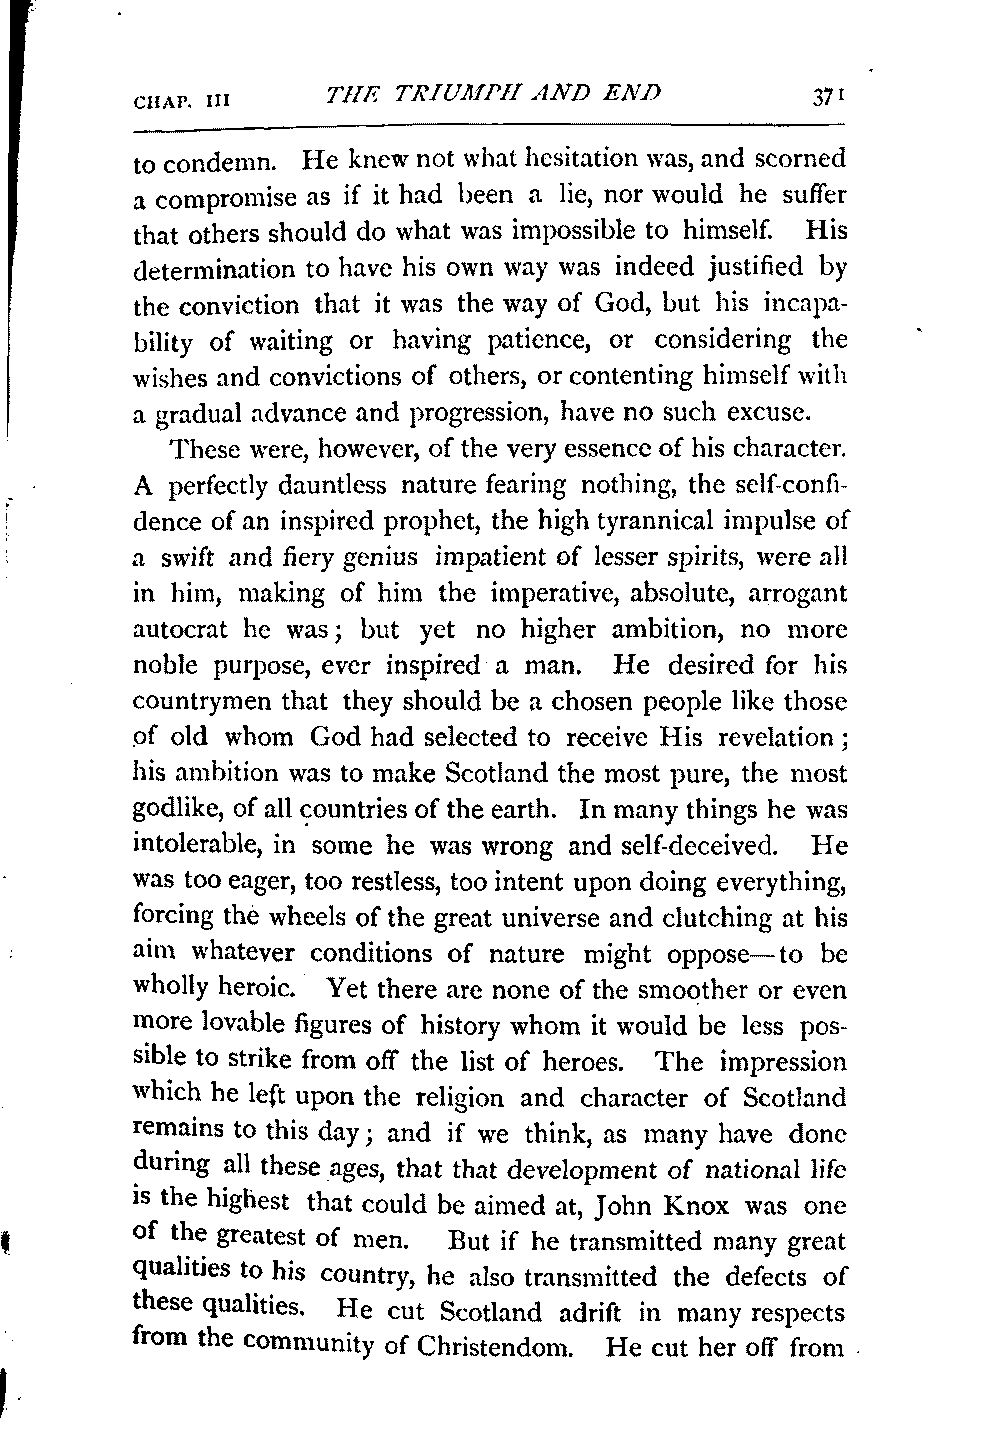 CHAP. III THE TRIUMPH AND END 371
to condemn. He knew not what hesitation was, and scorned
a compromise as if it had been a lie, nor would he suffer
that others should do what was impossible to himself. His
determination to have his own way was indeed justified by
the conviction that it was the way of God, but his incapa-
bility of waiting or having patience, or considering the
wishes and convictions of others, or contenting himself with
a gradual advance and progression, have no such excuse.
These were, however, of the very essence of his character.
A perfectly dauntless nature fearing nothing, the self-confi-
dence of an inspired prophet, the high tyrannical impulse of
a swift and fiery genius impatient of lesser spirits, were all
in him, making of him the imperative, absolute, arrogant
autocrat he was; but yet no higher ambition, no more
noble purpose, ever inspired a man. He desired for his
countrymen that they should be a chosen people like those
of old whom God had selected to receive His revelation;
his ambition was to make Scotland the most pure, the most
godlike, of all countries of the earth. In many things he was
intolerable, in some he was wrong and self-deceived. He
was too eager, too restless, too intent upon doing everything,
forcing the wheels of the great universe and clutching at his
aim whatever conditions of nature might oppose—to be
wholly heroic. Yet there are none of the smoother or even
more lovable figures of history whom it would be less pos-
sible to strike from off the list of heroes. The impression
which he left upon the religion and character of Scotland
remains to this day; and if we think, as many have done
during all these ages, that that development of national life
is the highest that could be aimed at, John Knox was one
of the greatest of men. But if he transmitted many great
qualities to his country, he also transmitted the defects of
these qualities. He cut Scotland adrift in many respects
from the community of Christendom. He cut her off from